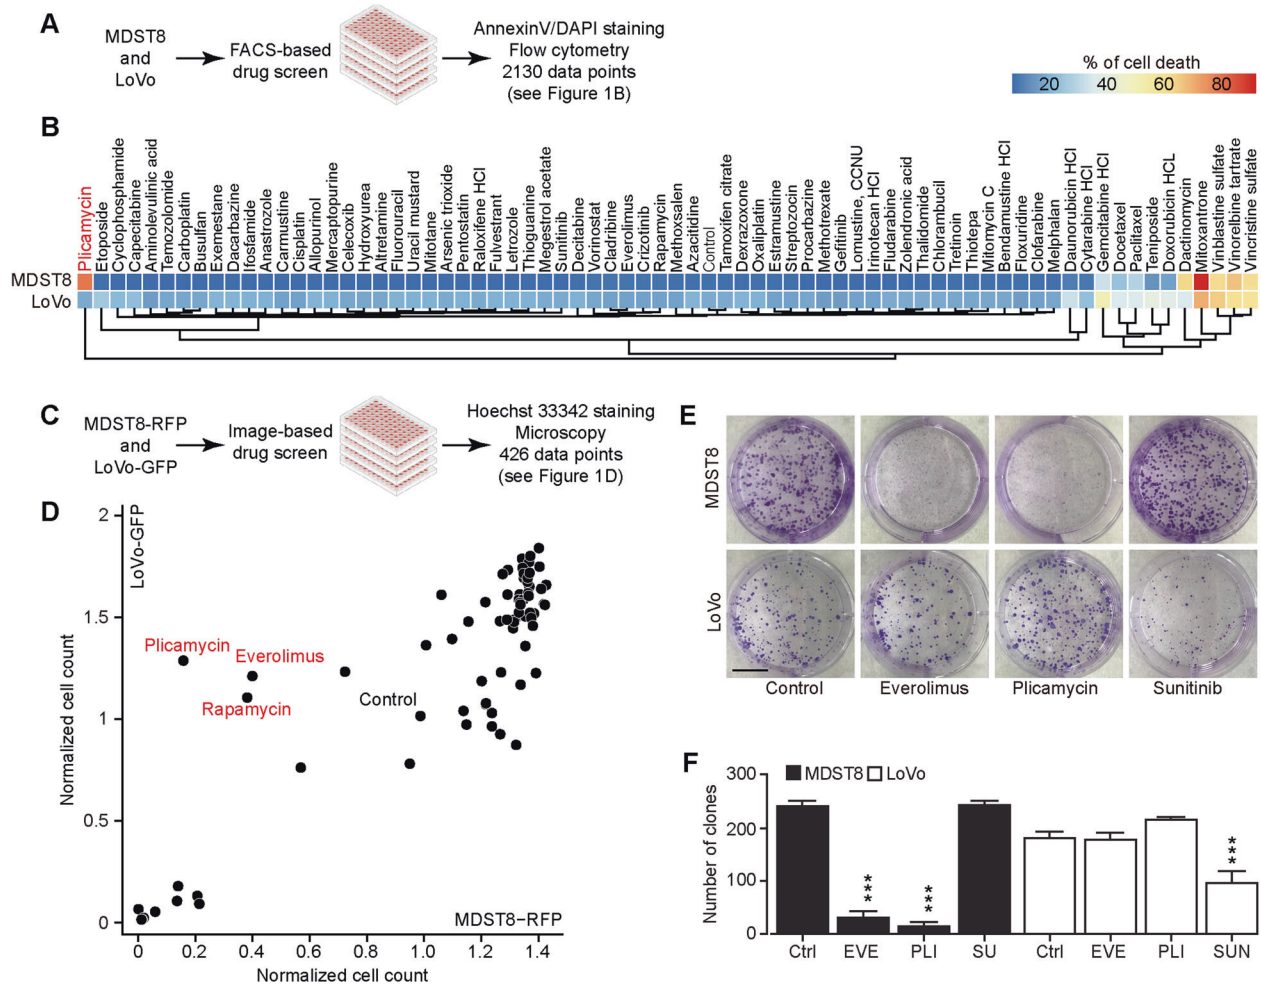 A
MDST8
and
LoVo
FACS-based
drug screen
AnnexinV/DAPI staining
Flow cytometry
2130 data points
(see Figure 1B)
% of cell death
20 40 60 80
B
Plicamycin
Etoposide
Cyclophosphamide
Capecitabine
Aminolevulinic acid
Temozolomide
Carboplatin
Busulfan
Exemestane
Dacarbazine
Ifosfamide
Anastrozole
Carmustine
Cisplatin
Allopurinol
Mercaptopurine
Celecoxib
Hydroxyurea
Altretamine
Fluorouracil
Uracil mustard
Mitotane
Arsenic trioxide
Pentostatin
Raloxifene HCl
Fulvestrant
Letrozole
Thioguanine
Megestrol acetate
Sunitinib
Decitabine
Vorinostat
Cladribine
Everolimus
Crizotinib
Rapamycin
Methoxsalen
Azacitidine
Control
Tamoxifen citrate
Dexrazoxone
Oxaliplatin
Estramustine
Streptozocin
Procarbazine
Methotrexate
Gefitinib
Lomustine, CCNU
Irinotecan HCl
Fludarabine
Zolendronic acid
Thalidomide
Chlorambucil
Tretinoin
Thiotepa
Mitomycin C
Bendamustine HCl
Floxuridine
Clofarabine
Melphalan
Daunorubicin HCl
Cytarabine HCl
Gemcitabine HCl
Docetaxel
Paclitaxel
Teniposide
Doxorubicin HCL
Dactinomycin
Mitoxantrone
Vinblastine sulfate
Vinorelbine tartrate
Vincristine sulfate
MDST8
LoVo
C
MDST8-RFP
and
LoVo-GFP
Image-based
drug screen
Hoechst 33342 staining
Microscopy
426 data points
(see Figure 1D)
D
LoVo-GFP
Normalized cell count
2
1.5
1
0.5
0
Plicamycin
Everolimus
Rapamycin
Control
MDST8–RFP
0 0.2 0.4 0.6 0.8 1.0 1.2 1.4
Normalized cell count
E
MDST8
LoVo
Control Everolimus Plicamycin Sunitinib
F
MDST8 LoVo
Number of clones
300
200
100
0
***
***
***
Ctrl EVE PLI SU Ctrl EVE PLI SUN